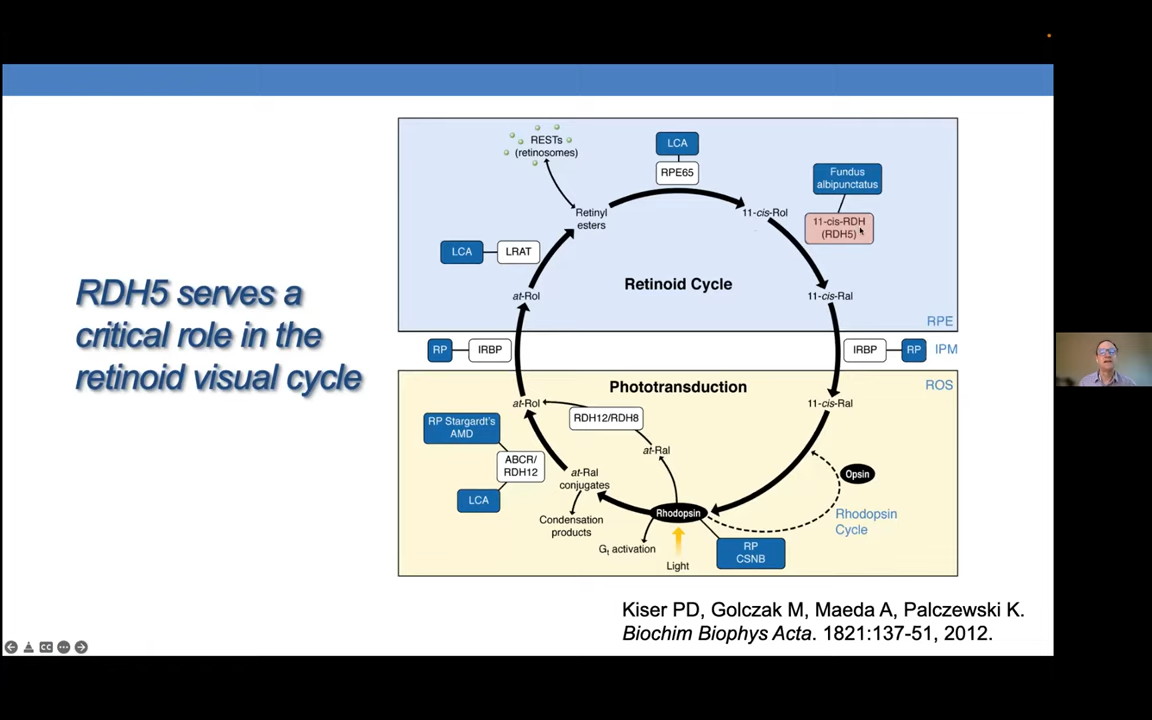 RDH5 serves a
critical role in the
retinoid visual cycle
RESTs
(retinosomes)
LCA
RPE65
Fundus
albipunctatus
11-cis-RDH
(RDH5)
Retinyl
esters
11-cis-Rol
LCA
LRAT
Retinoid Cycle
at-Rol
11-cis-Ral
RPE
RP
IRBP
IRBP
RP
IPM
Phototransduction
ROS
at-Rol
11-cis-Ral
RDH12/RDH8
RP Stargardt's
AMD
at-Ral
ABCR/
RDH12
at-Ral
conjugates
Opsin
LCA
Rhodopsin
Rhodopsin
Cycle
Condensation
products
Gt activation
Light
RP
CSNB
Kiser PD, Golczak M, Maeda A, Palczewski K.
Biochim Biophys Acta. 1821:137-51, 2012.
CC